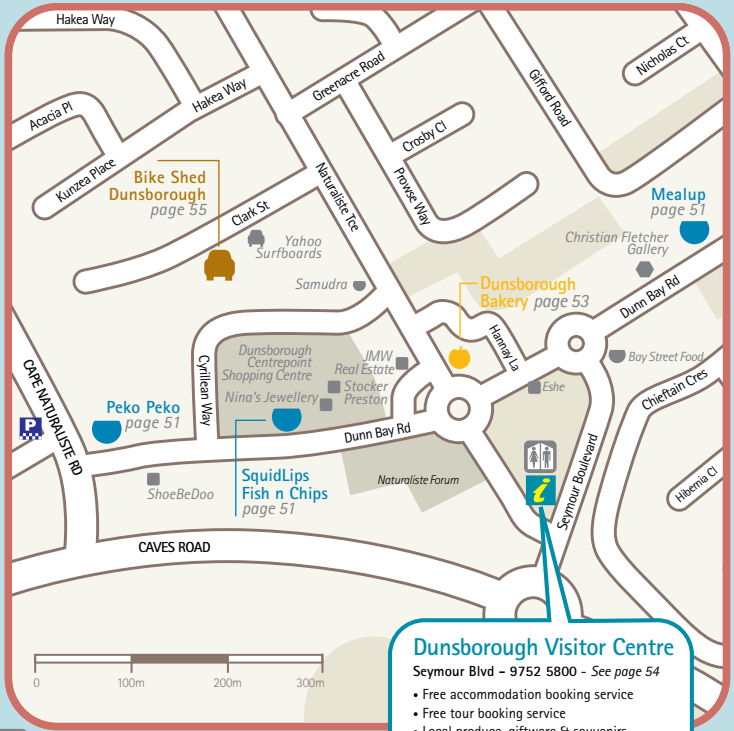 Hakea Way
Nicholas Ct
Greenacre Road
Gifford Road
Hakea Way
Acacia Pl
Crosby Cl
Kunzea Place
Bike Shed
Dunsborough
page 55
Naturaliste Tce
Prowse Way
Mealup
page 51
Clark St
Yahoo
Surfboards
Christian Fletcher
Gallery
Samudra
Dunsborough
Bakery page 53
Dunn Bay Rd
Hannay La
Dunsborough
Centrepoint
Shopping Centre
JMW
Real Estate
Bay Street Food
CAPE NATURALISTE RD
Cyrillean Way
Stocker
Preston
Eshe
Chieftain Cres
Nina's Jewellery
Peko Peko
page 51
P
Dunn Bay Rd
SquidLips
Fish n Chips
page 51
Naturaliste Forum
Seymour Boulevard
Hibernia Cl
ShoeBeDoo
i
CAVES ROAD
Dunsborough Visitor Centre
Seymour Blvd - 9752 5800 - See page 54
• Free accommodation booking service
• Free tour booking service
• Local produce, giftware & souvenirs
0 100m 200m 300m